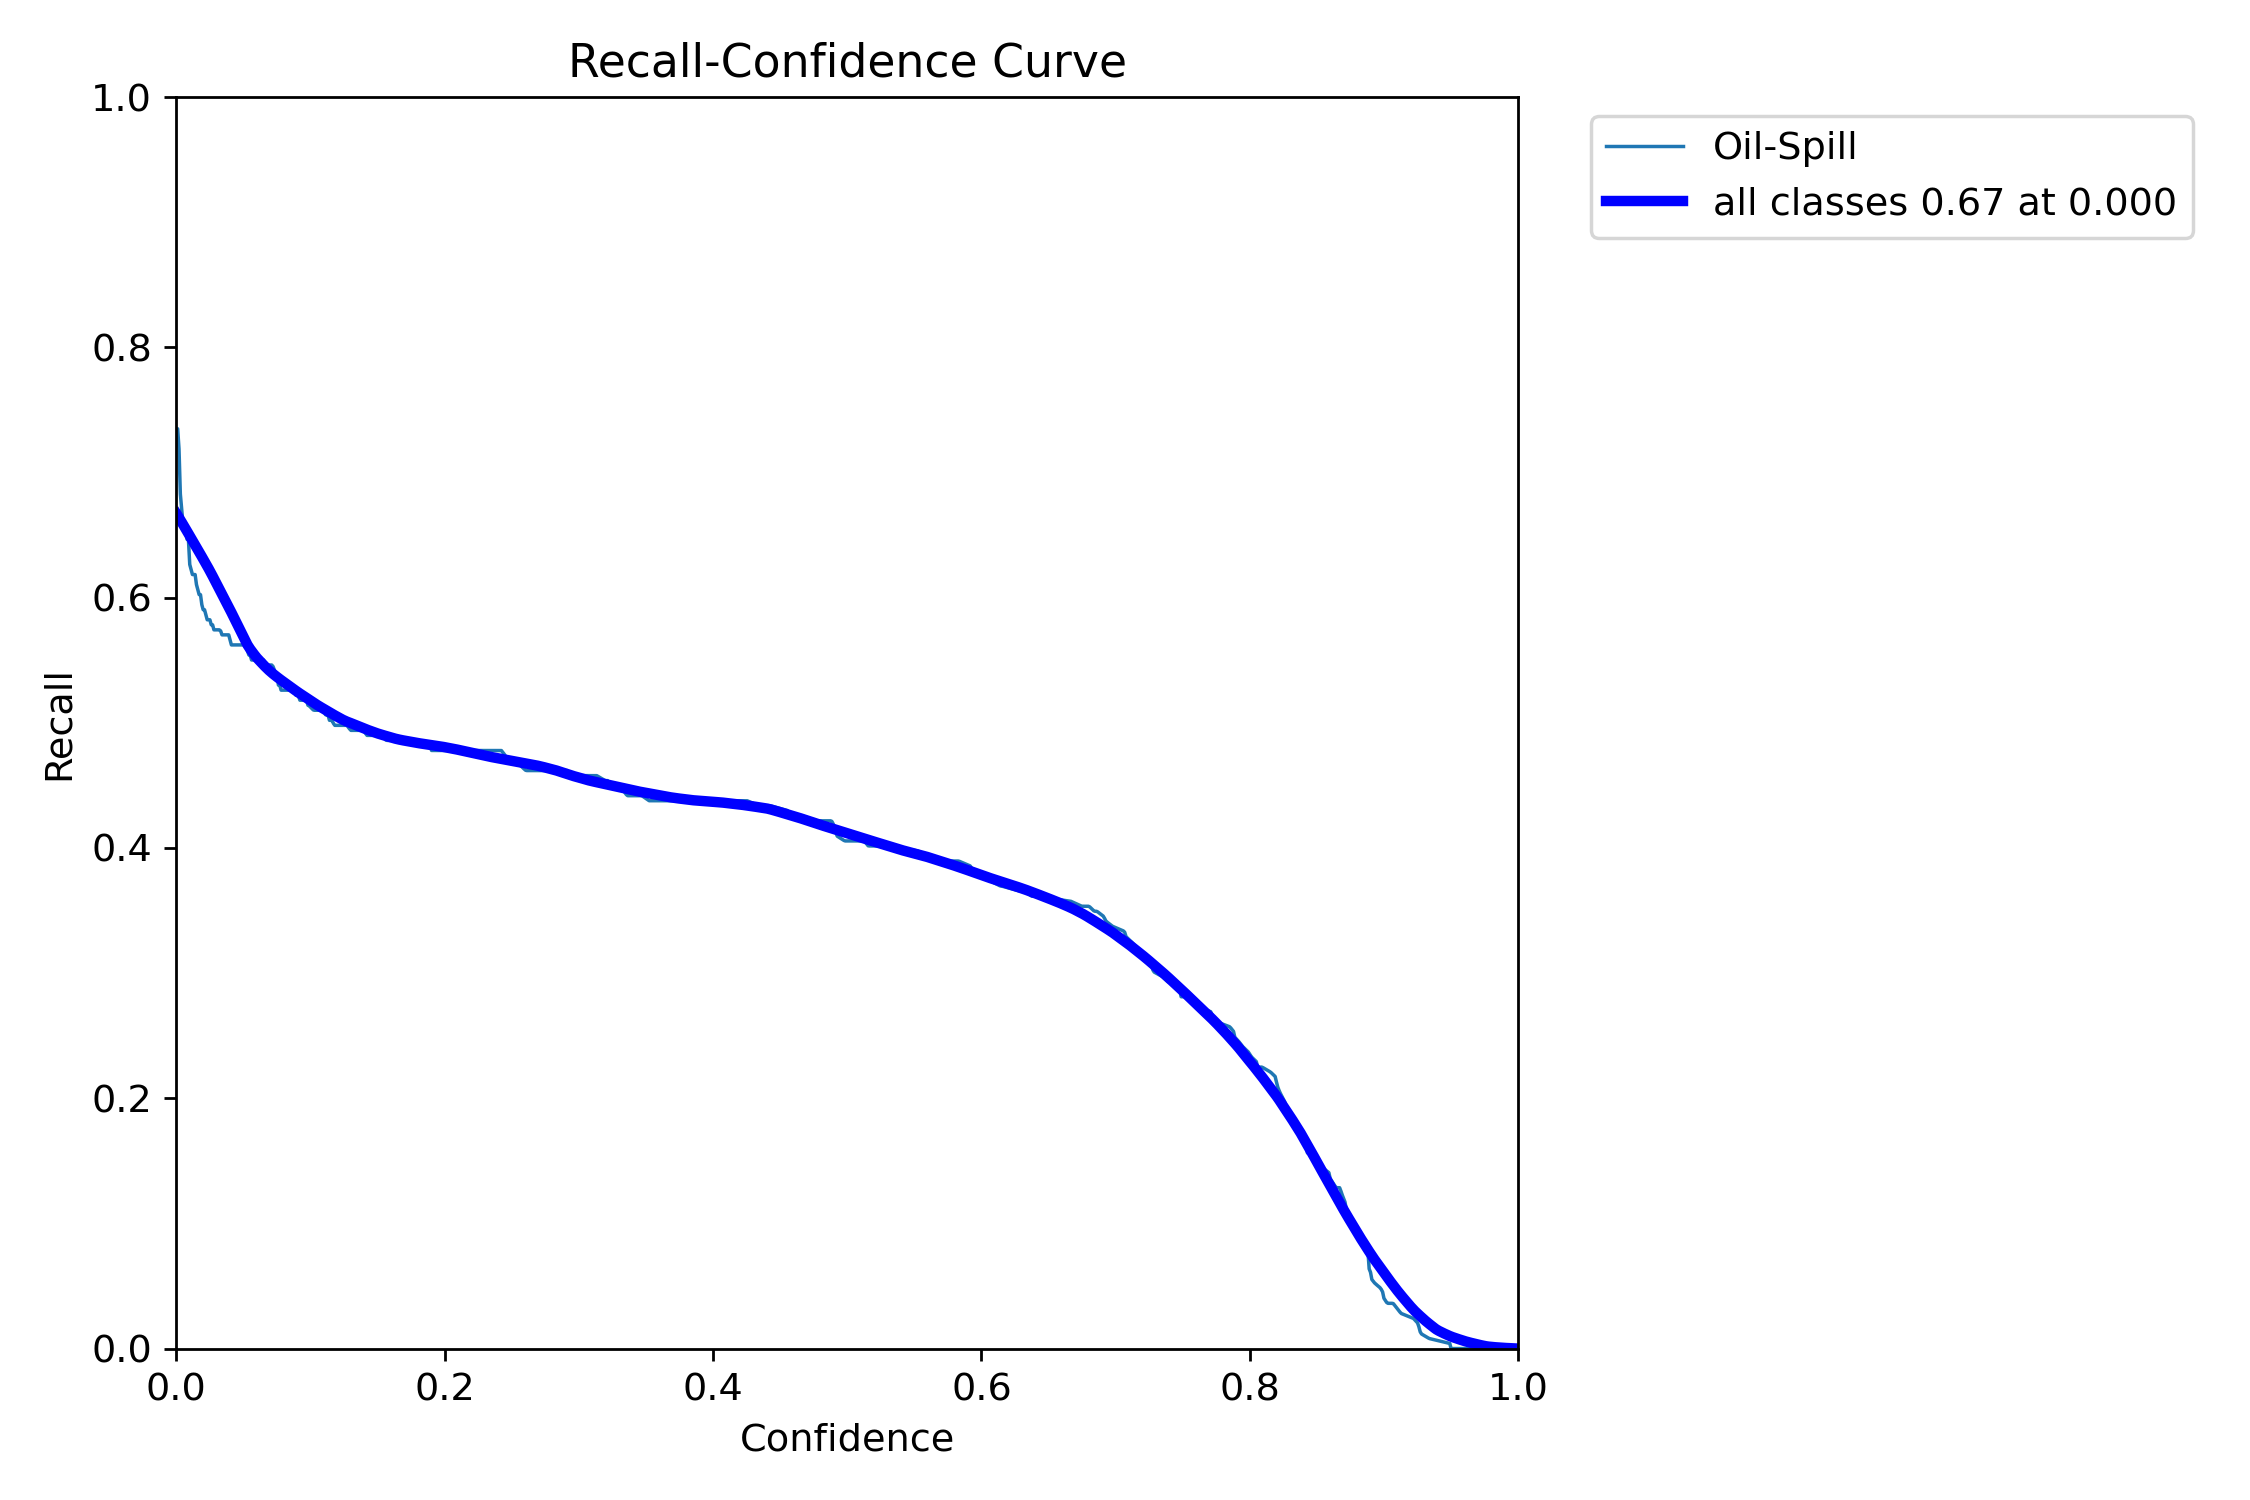 Recall-Confidence Curve
1.0
0.8
0.6
0.4
0.2
0.0
Recall
0.0 0.2 0.4 0.6 0.8 1.0
Confidence
Oil-Spill
all classes 0.67 at 0.000